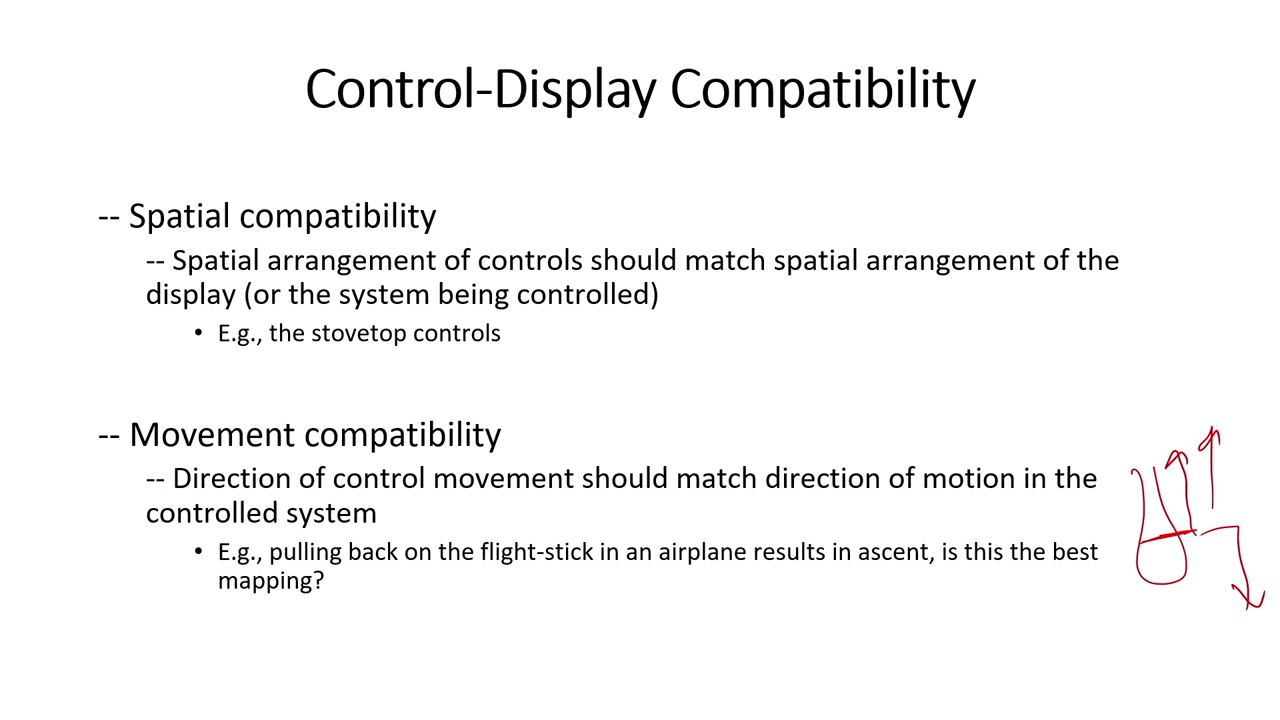 Control-Display Compatibility
-- Spatial compatibility
-- Spatial arrangement of controls should match spatial arrangement of the
display (or the system being controlled)
• E.g., the stovetop controls
-- Movement compatibility
-- Direction of control movement should match direction of motion in the
controlled system
• E.g., pulling back on the flight-stick in an airplane results in ascent, is this the best
mapping?